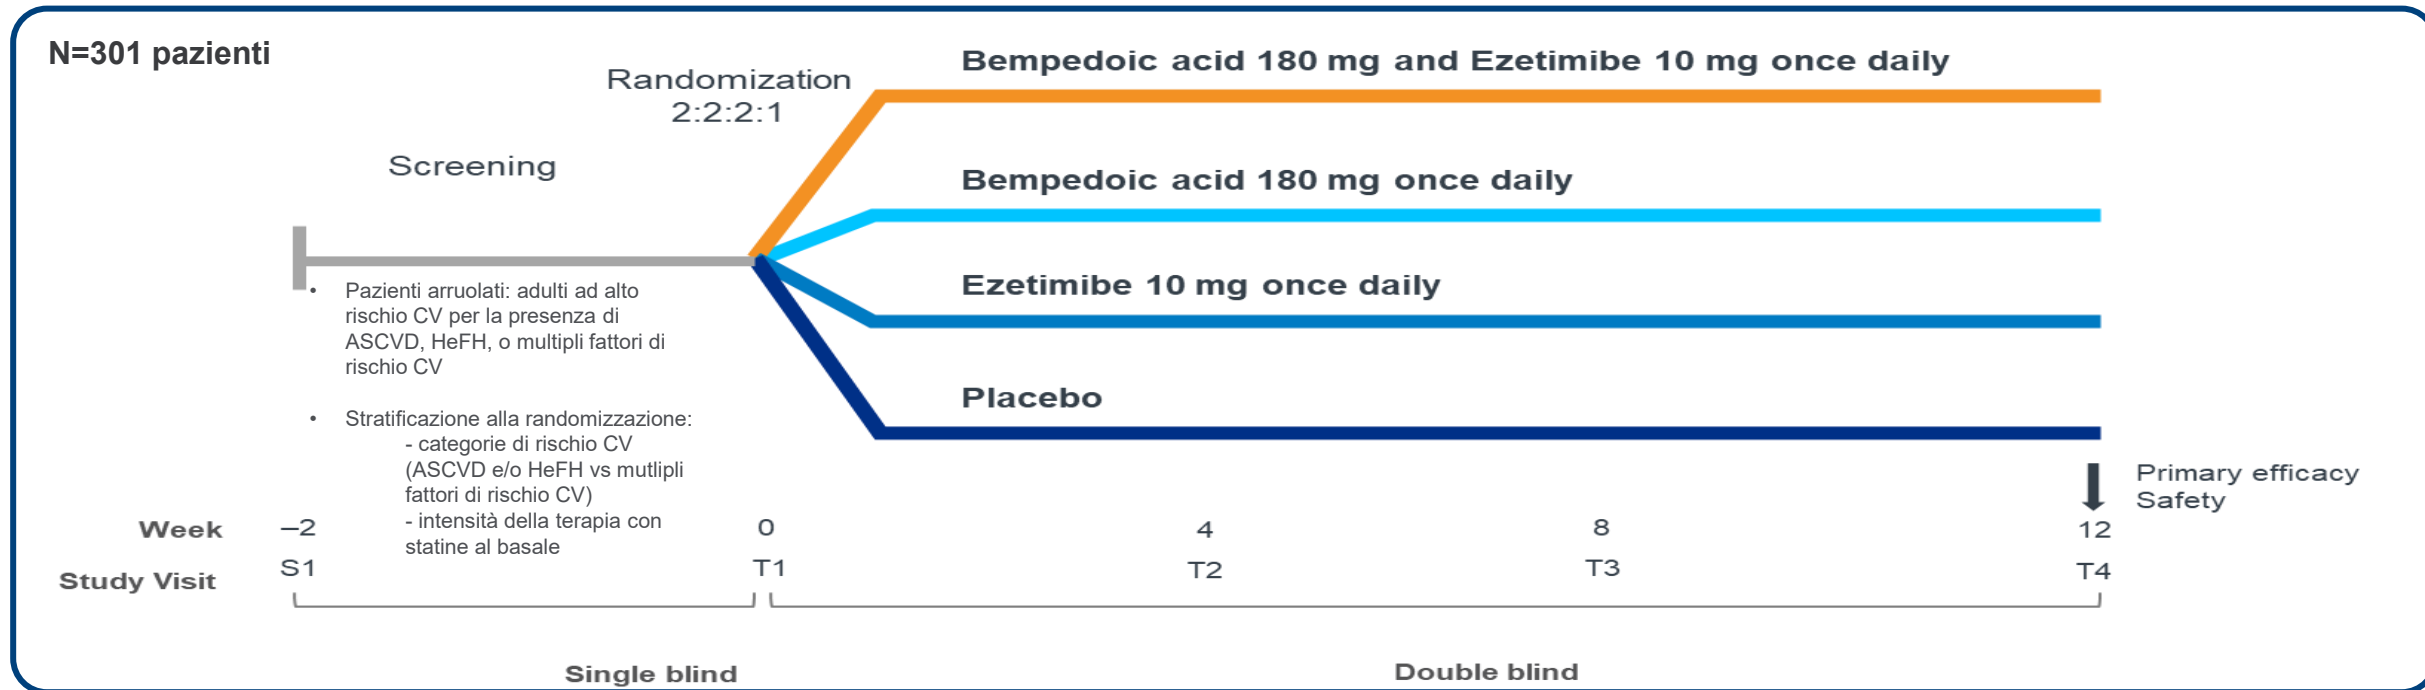 N=301 pazienti
Randomization
2:2:2:1
Screening
Bempedoic acid 180 mg and Ezetimibe 10 mg once daily
Bempedoic acid 180 mg once daily
Ezetimibe 10 mg once daily
Placebo
• Pazienti arruolati: adulti ad alto
rischio CV per la presenza di
ASCVD, HeFH, o multipli fattori di
rischio CV
• Stratificazione alla randomizzazione:
- categorie di rischio CV
(ASCVD e/o HeFH vs mutlipli
fattori di rischio CV)
- intensità della terapia con
statine al basale
Primary efficacy
Safety
Week –2 0 4 8 12
Study Visit S1 T1 T2 T3 T4
Single blind Double blind